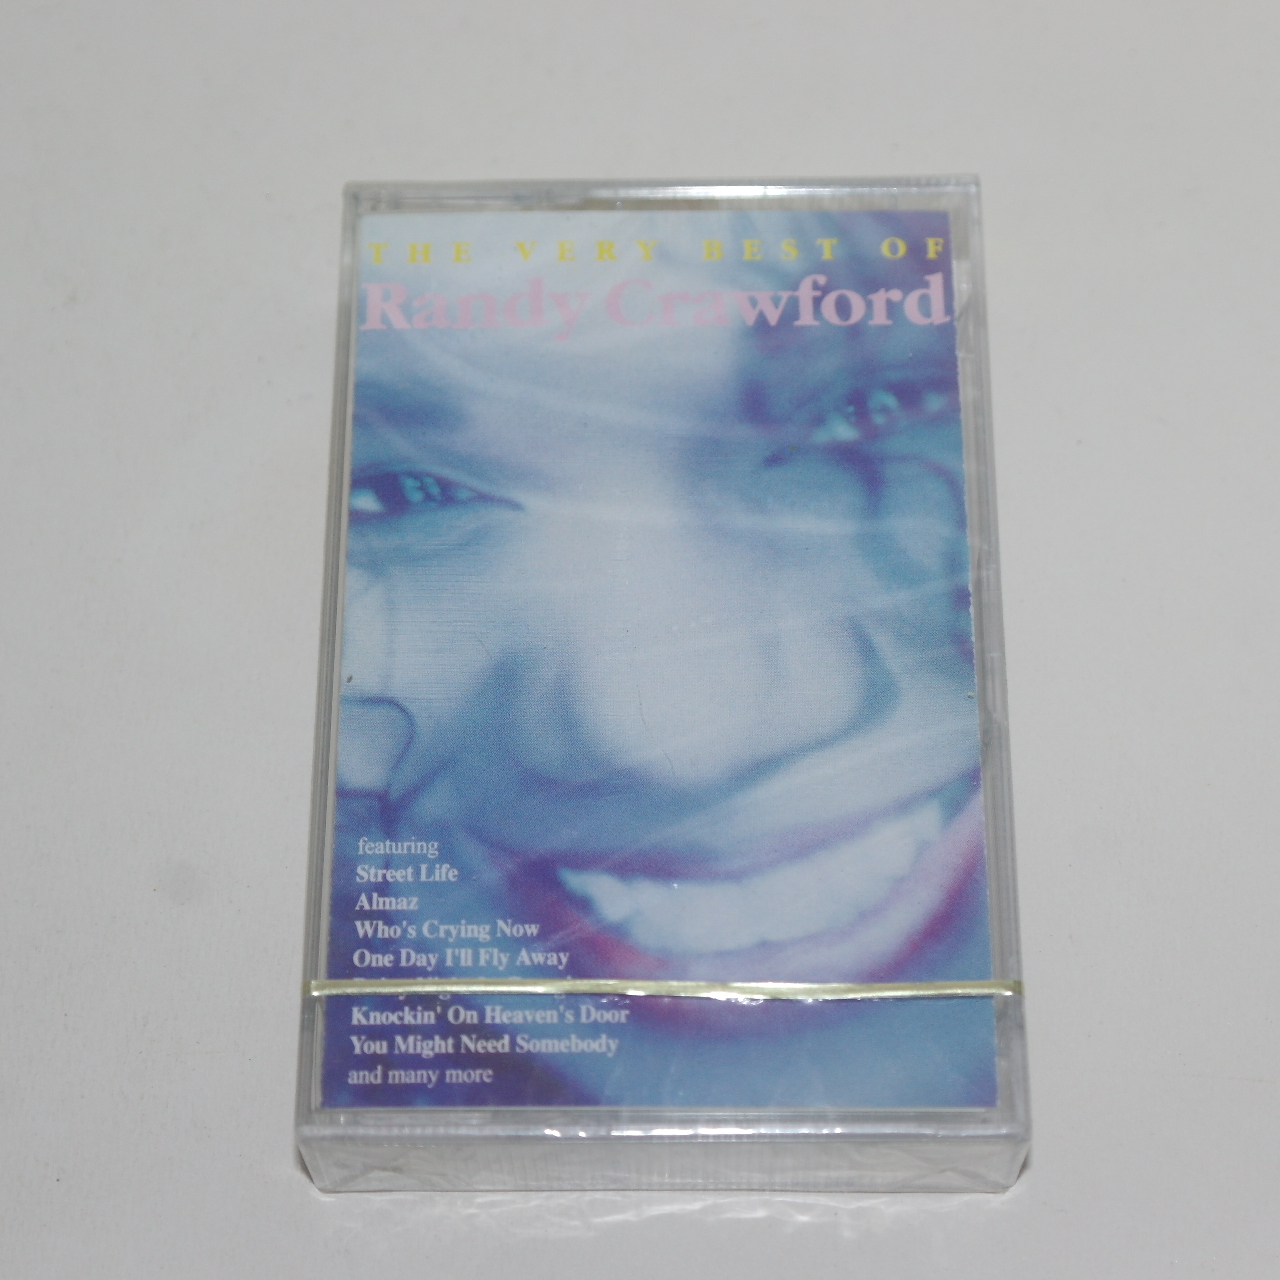 THE VERY BEST OF
Randy Crawford
featuring
Street Life
Almaz
Who's Crying Now
One Day I'll Fly Away
Knockin' On Heaven's Door
You Might Need Somebody
and many more